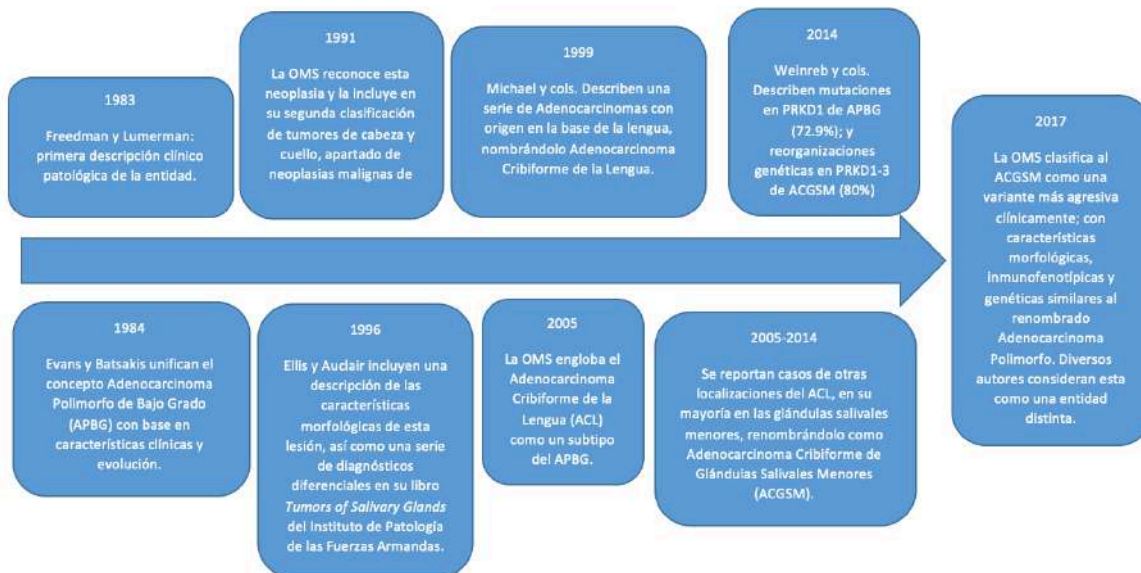 1983
Freedman y Lumerman:
primera descripción clínico
patológica de la entidad.
1991
La OMS reconoce esta
neoplasia y la incluye en
su segunda clasificación
de tumores de cabeza y
cuello, apartado de
neoplasias malignas de
1999
Michael y cols. Describen una
serie de Adenocarcinomas con
origen en la base de la lengua,
nombrándolo Adenocarcinoma
Cribiforme de la Lengua.
2014
Weinreb y cols.
Describen mutaciones
en PRKD1 de APBG
(72.9%); y
reorganizaciones
genéticas en PRKD1-3
de ACGSM (80%)
2017
La OMS clasifica al
ACGSM como una
variante más agresiva
clínicamente; con
características
morfológicas,
inmunofenotípicas y
genéticas similares al
renombrado
Adenocarcinoma
Polimorfo. Diversos
autores consideran esta
como una entidad
distinta.
1984
Evans y Batsakis unifican el
concepto Adenocarcinoma
Polimorfo de Bajo Grado
(APBG) con base en
características clínicas y
evolución.
1996
Ellis y Auclair incluyen una
descripción de las
características
morfológicas de esta
lesión, así como una serie
de diagnósticos
diferenciales en su libro
Tumors of Salivary Glands
del Instituto de Patología
de las Fuerzas Armandas.
2005
La OMS engloba el
Adenocarcinoma
Cribiforme de la
Lengua (ACL)
como un subtipo
del APBG.
2005-2014
Se reportan casos de otras
localizaciones del ACL, en su
mayoría en las glándulas salivales
menores, renombrándolo como
Adenocarcinoma Cribiforme de
Glándulas Salivales Menores
(ACGSM).